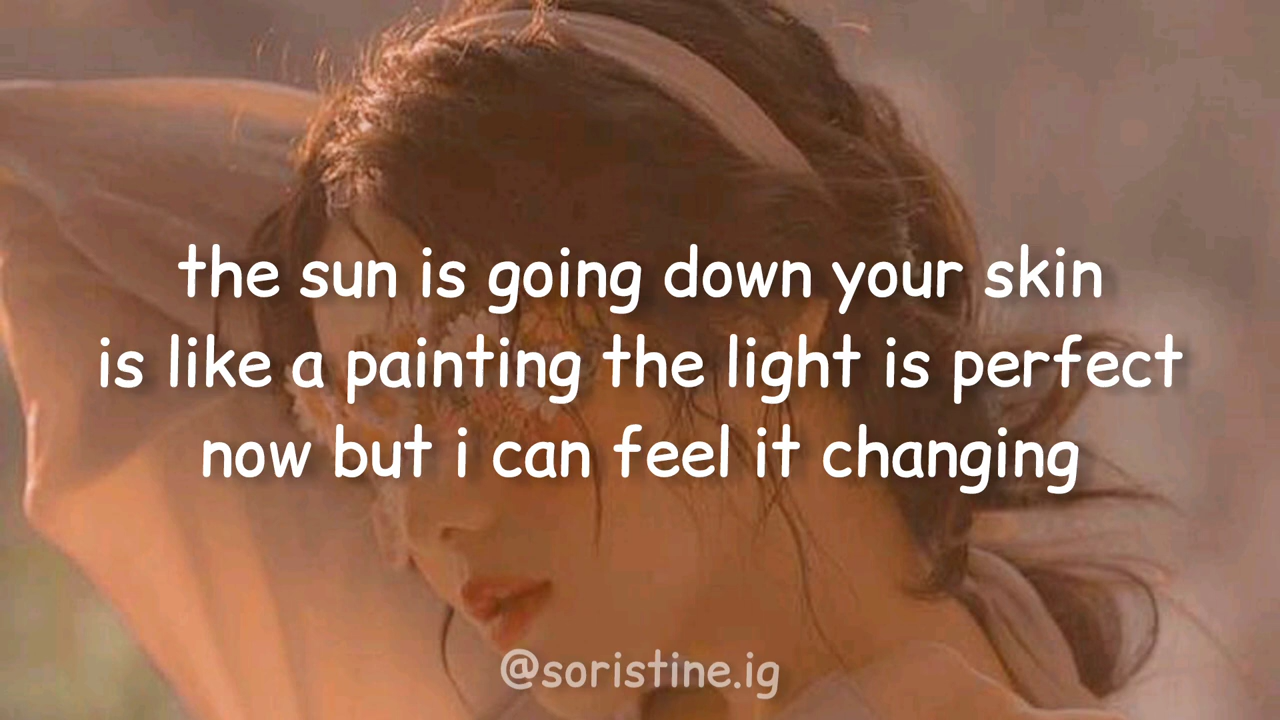 the sun is going down your skin
is like a painting the light is perfect
now but i can feel it changing
@soristine.ig